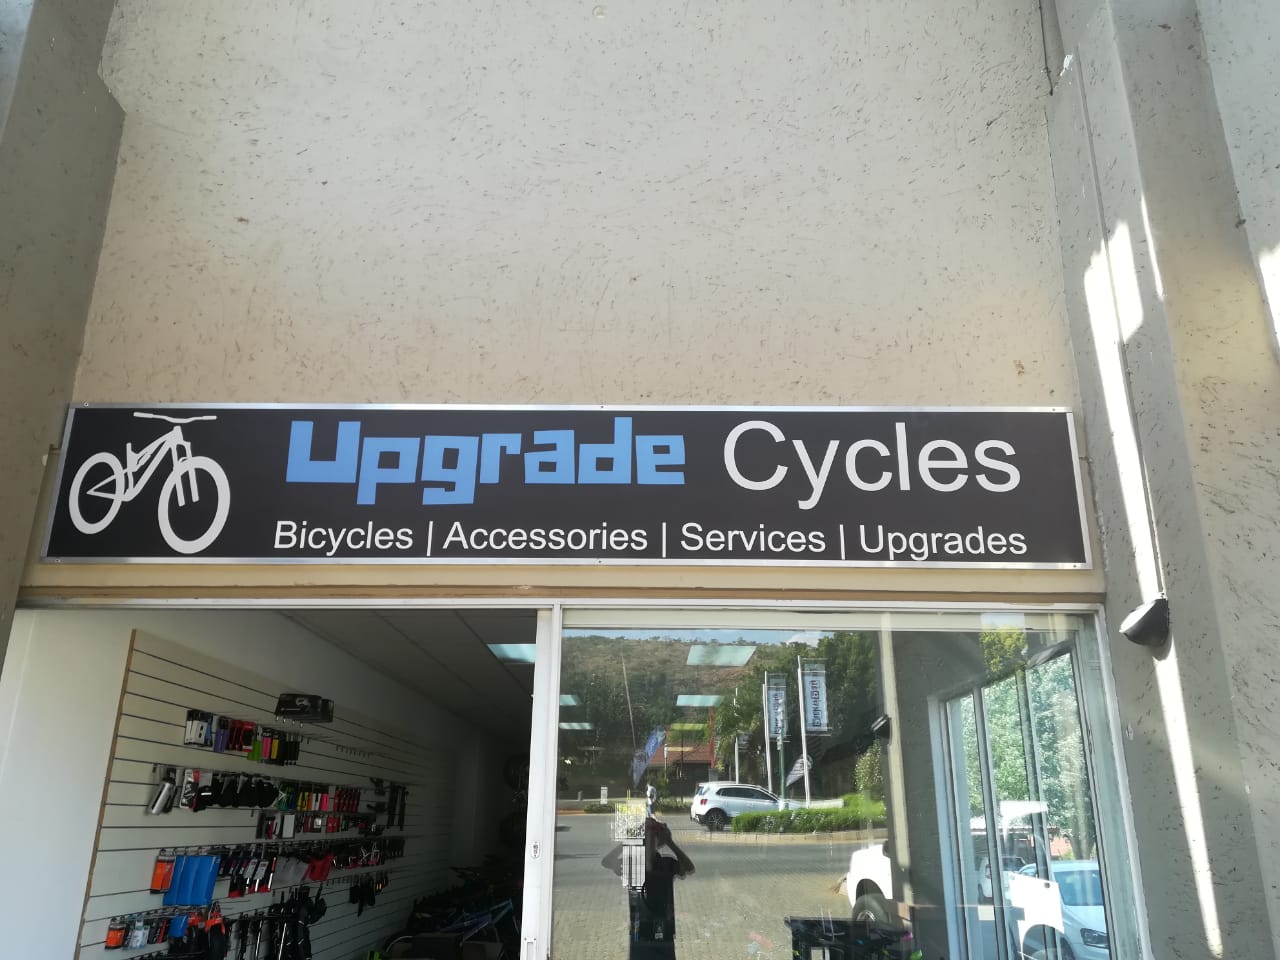 Upgrade Cycles
Bicycles | Accessories | Services | Upgrades